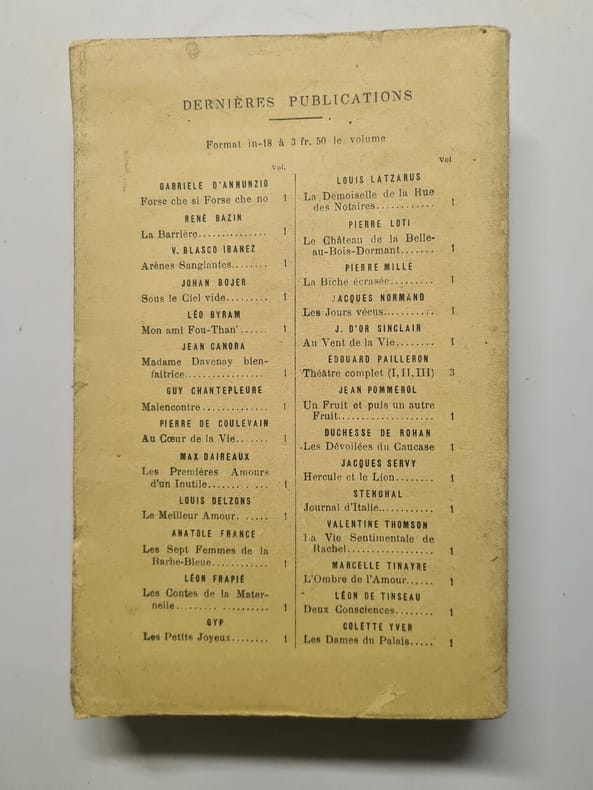 DERNIÈRES PUBLICATIONS
Format in-18 à 3 fr. 50 le volume
Vol.
GABRIELE D'ANNUNZIO
Forse che si Forse che no 1
RENÉ BAZIN
La Barrière............... 1
V. BLASCO IBANEZ
Arènes Sanglantes........ 1
JOHAN BOJER
Sous le Ciel vide......... 1
LÉO BYRAM
Mon ami Fou-Than'...... 1
JEAN CANORA
Madame Davenay bien-
faitrice................ 1
GUY CHANTEPLEURE
Malencontre.............. 1
PIERRE DE COULEVAIN
Au Cœur de la Vie...... 1
MAX DAIREAUX
Les Premières Amours
d'un Inutile........... 1
LOUIS DELZONS
Le Meilleur Amour. ..... 1
ANATOLE FRANCE
Les Sept Femmes de la
Barbe-Bleue........... 1
LÉON FRAPIÉ
Les Contes de la Mater-
nelle.................. 1
GYP
Les Petits Joyeux........ 1
Vol
LOUIS LATZARUS
La Demoiselle de la Rue
des Notaires............ 1
PIERRE LOTI
Le Château de la Belle-
au-Bois-Dormant....... 1
PIERRE MILLE
La Biche écrasée......... 1
JACQUES NORMAND
Les Jours vécus.......... 1
J. D'OR SINCLAIR
Au Vent de la Vie........ 1
ÉDOUARD PAILLERON
Théâtre complet (I, II, III) 3
JEAN POMMEROL
Un Fruit et puis un autre
Fruit................... 1
DUCHESSE DE ROHAN
Les Dévoilées du Caucase 1
JACQUES SERVY
Hercule et le Lion........ 1
STENDHAL
Journal d'Italie........... 1
VALENTINE THOMSON
La Vie Sentimentale de
Rachel.................. 1
MARCELLE TINAYRE
L'Ombre de l'Amour...... 1
LÉON DE TINSEAU
Deux Consciences........ 1
COLETTE YVER
Les Dames du Palais..... 1